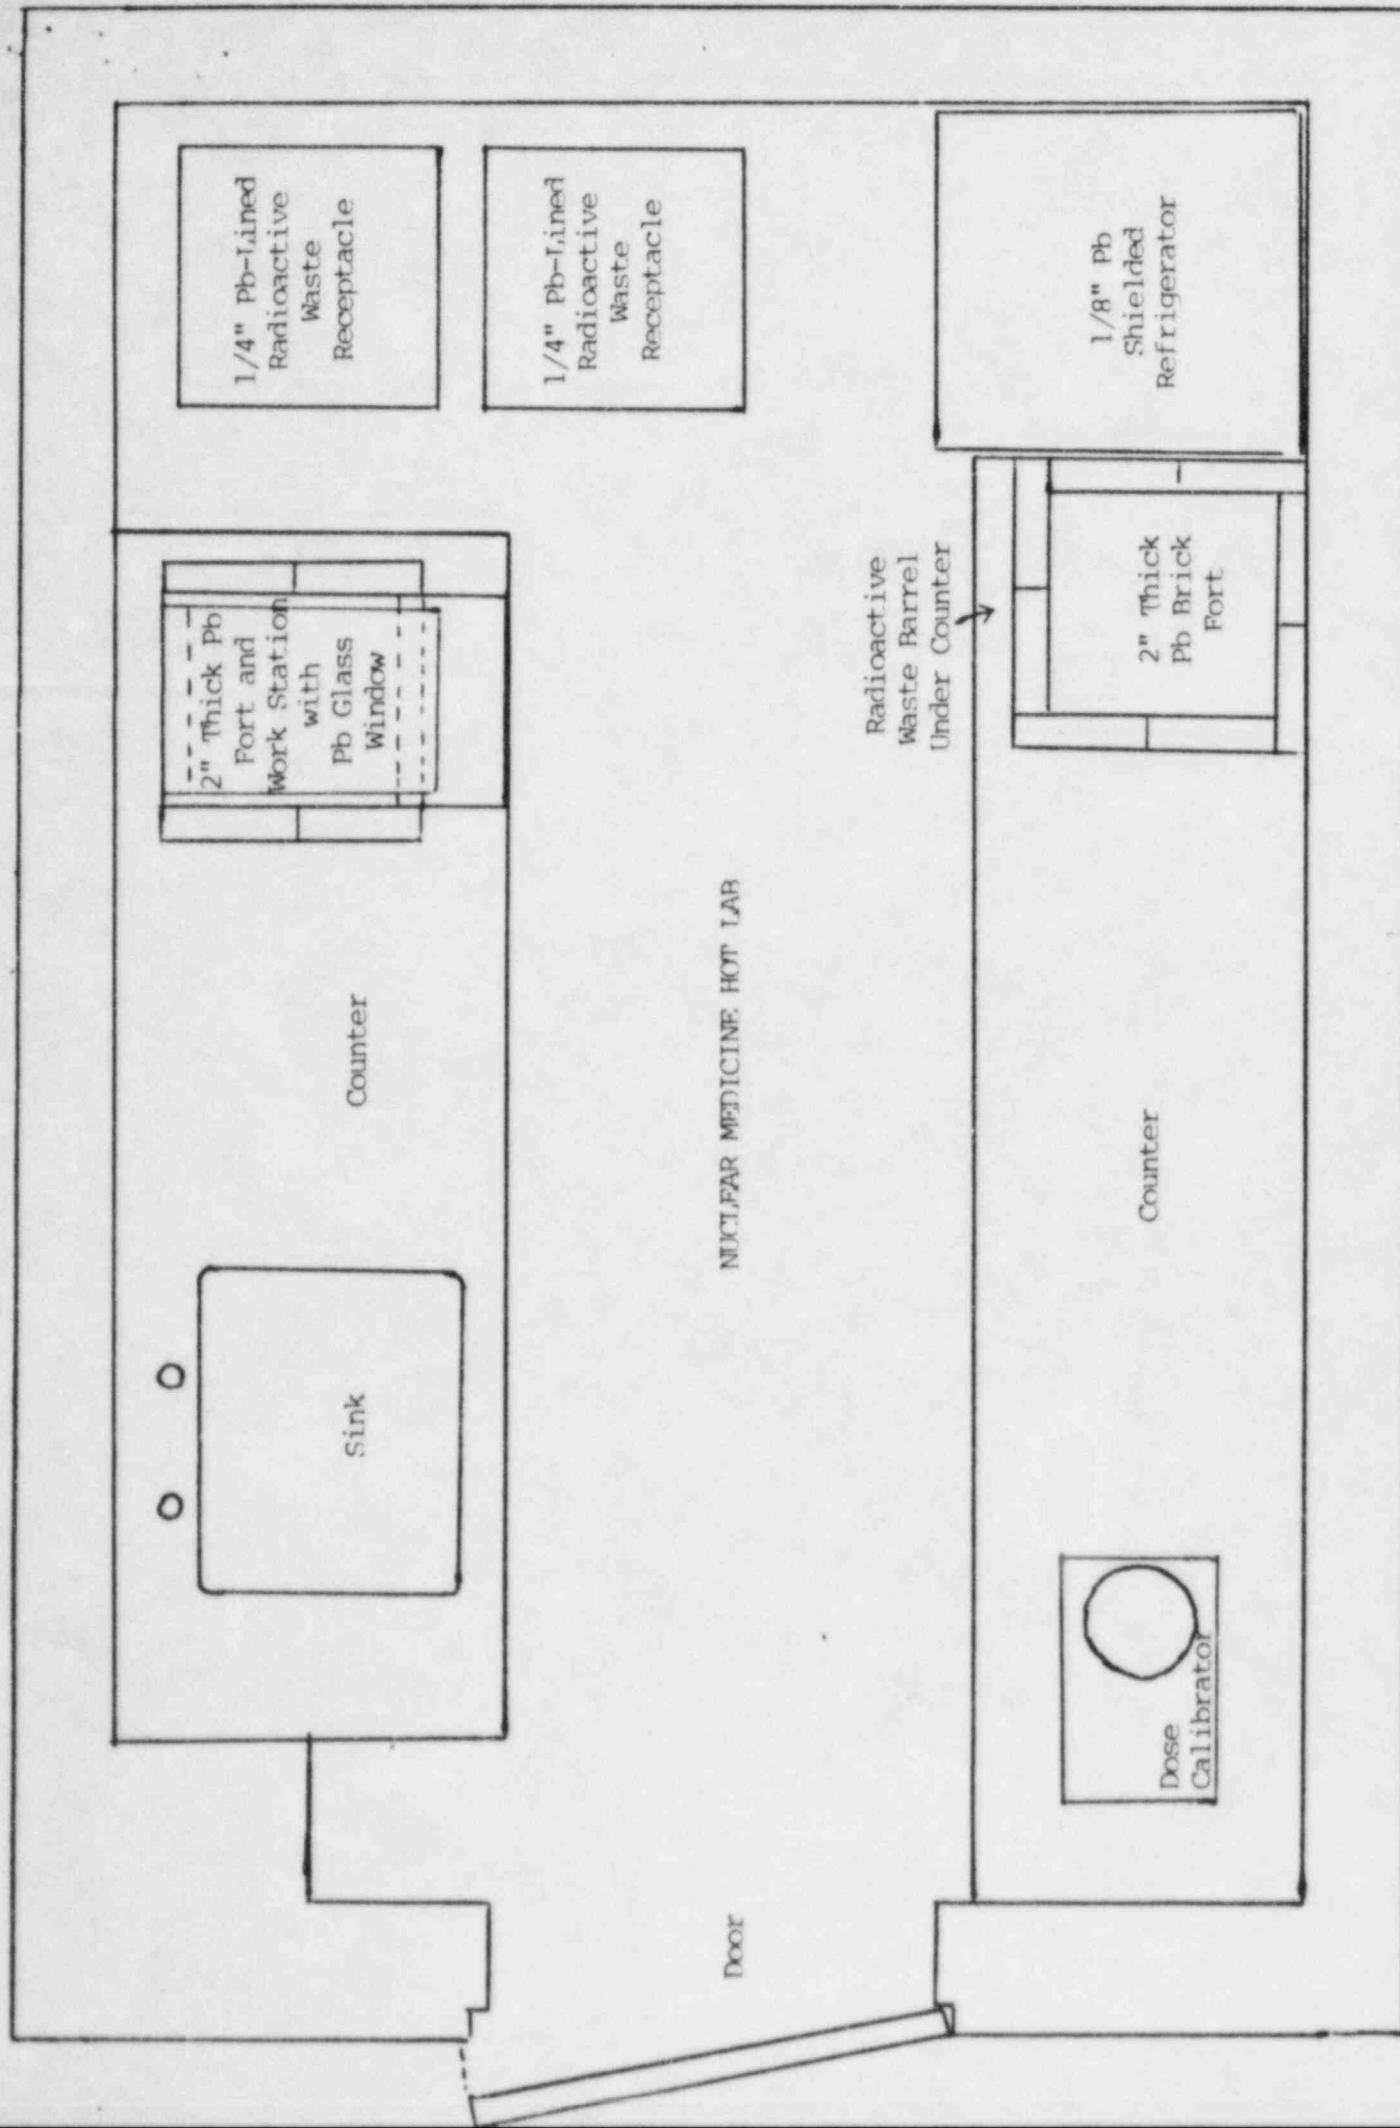 1/4" Pb-Lined
Radioactive
Waste
Receptacle
1/4" Pb-Lined
Radioactive
Waste
Receptacle
1/8" Pb
Shielded
Refrigerator
2" Thick Pb
Fort and
Work Station
with
Pb Glass
Window
Radioactive
Waste Barrel
Under Counter
2" Thick
Pb Brick
Fort
Counter
NUCLEAR MEDICINE HOT LAB
Counter
Sink
Dose
Calibrator
Door